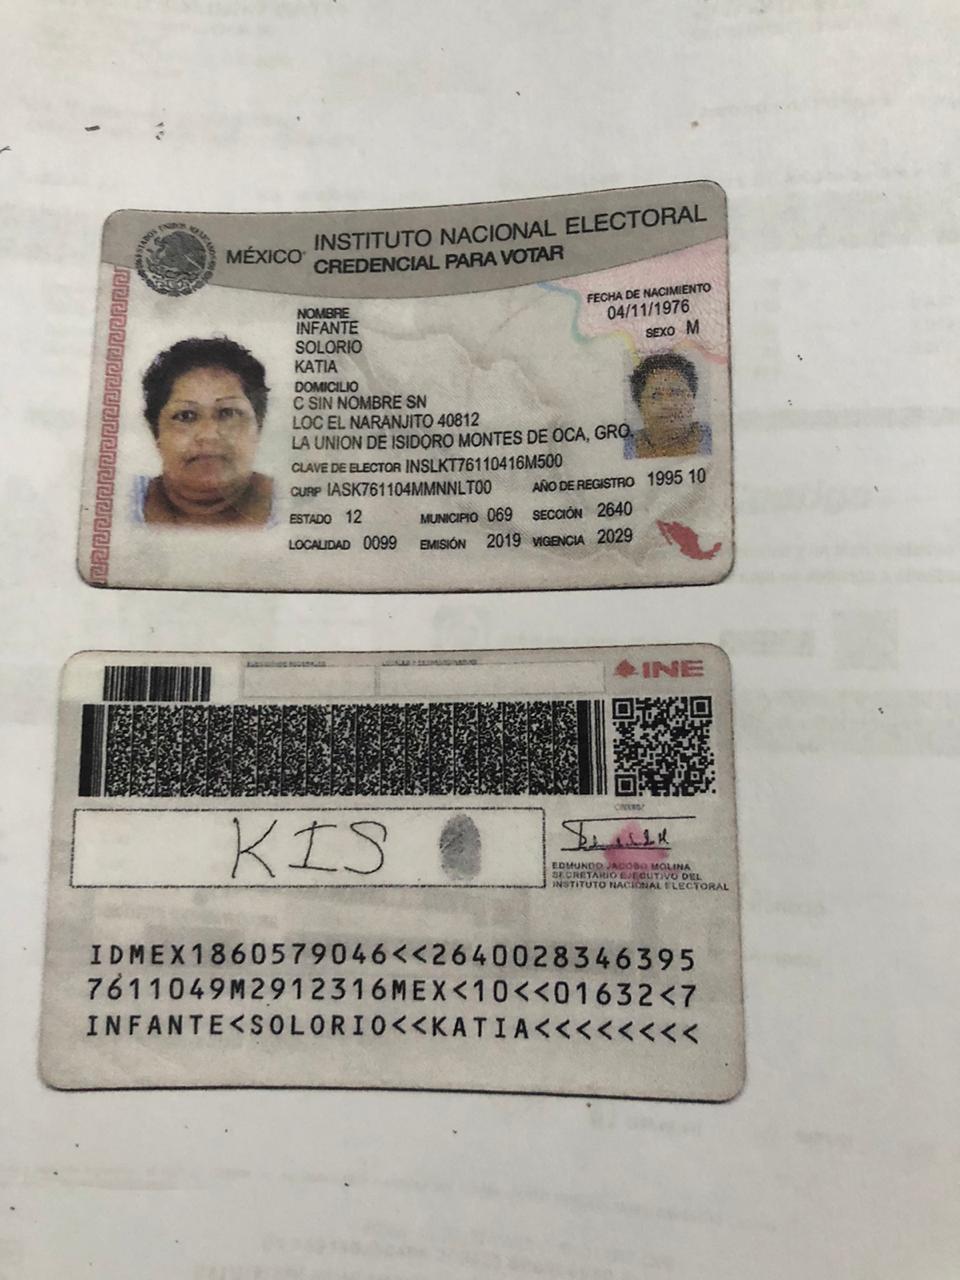 MÉXICO
INSTITUTO NACIONAL ELECTORAL
CREDENCIAL PARA VOTAR
FECHA DE NACIMIENTO
04/11/1976
SEXO M
NOMBRE
INFANTE
SOLORIO
KATIA
DOMICILIO
C SIN NOMBRE SN
LOC EL NARANJITO 40812
LA UNION DE ISIDORO MONTES DE OCA, GRO.
CLAVE DE ELECTOR INSLKT76110416M500
CURP IASK761104MMNNLT00 AÑO DE REGISTRO 1995 10
ESTADO 12 MUNICIPIO 069 SECCIÓN 2640
LOCALIDAD 0099 EMISIÓN 2019 VIGENCIA 2029
INE
KIS
EDMUNDO JACOBO MOLINA
SECRETARIO EJECUTIVO DEL
INSTITUTO NACIONAL ELECTORAL
IDMEX1860579046<<2640028346395
7611049M2912316MEX<10<<01632<7
INFANTE<SOLORIO<<KATIA<<<<<<<<